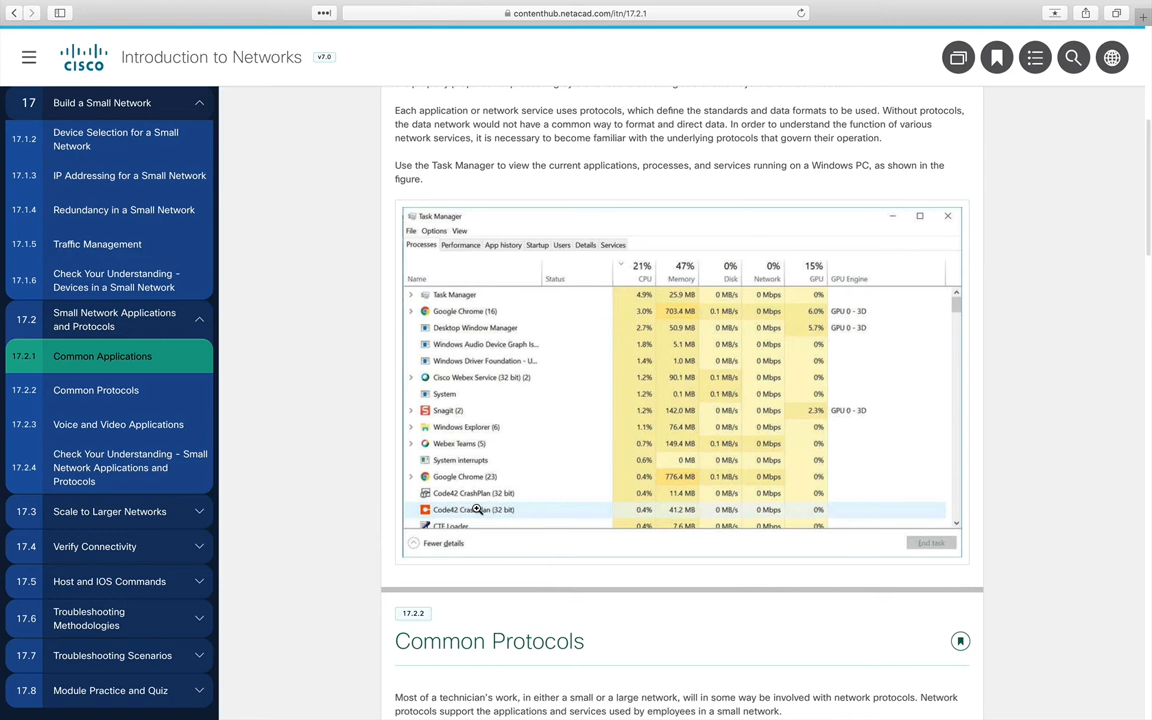 contenthub.netacad.com/itn/17.2.1
CISCO
Introduction to Networks
v7.0
17 Build a Small Network
17.1.2 Device Selection for a Small
Network
17.1.3 IP Addressing for a Small Network
17.1.4 Redundancy in a Small Network
17.1.5 Traffic Management
17.1.6 Check Your Understanding -
Devices in a Small Network
17.2 Small Network Applications
and Protocols
17.2.1 Common Applications
17.2.2 Common Protocols
17.2.3 Voice and Video Applications
17.2.4 Check Your Understanding - Small
Network Applications and
Protocols
17.3 Scale to Larger Networks
17.4 Verify Connectivity
17.5 Host and IOS Commands
17.6 Troubleshooting
Methodologies
17.7 Troubleshooting Scenarios
17.8 Module Practice and Quiz
Each application or network service uses protocols, which define the standards and data formats to be used. Without protocols,
the data network would not have a common way to format and direct data. In order to understand the function of various
network services, it is necessary to become familiar with the underlying protocols that govern their operation.
Use the Task Manager to view the current applications, processes, and services running on a Windows PC, as shown in the
figure.
Task Manager
File Options View
Processes Performance App history Startup Users Details Services
21% 47% 0% 0% 15%
Name Status CPU Memory Disk Network GPU GPU Engine
Task Manager 4.9% 25.9 MB 0 MB/s 0 Mbps 0%
Google Chrome (16) 3.0% 703.4 MB 0.1 MB/s 0 Mbps 6.0% GPU 0 - 3D
Desktop Window Manager 2.7% 50.9 MB 0 MB/s 0 Mbps 5.7% GPU 0 - 3D
Windows Audio Device Graph Is... 1.8% 5.1 MB 0 MB/s 0 Mbps 0%
Windows Driver Foundation - U... 1.4% 1.0 MB 0 MB/s 0 Mbps 0%
Cisco Webex Service (32 bit) (2) 1.2% 90.1 MB 0.1 MB/s 0 Mbps 0%
System 1.2% 0.1 MB 0.1 MB/s 0 Mbps 0%
Snagit (2) 1.2% 142.0 MB 0 MB/s 0 Mbps 2.3% GPU 0 - 3D
Windows Explorer (6) 1.1% 76.4 MB 0 MB/s 0 Mbps 0%
Webex Teams (5) 0.7% 149.4 MB 0.1 MB/s 0 Mbps 0%
System interrupts 0.6% 0 MB 0 MB/s 0 Mbps 0%
Google Chrome (23) 0.4% 776.4 MB 0.1 MB/s 0 Mbps 0%
Code42 CrashPlan (32 bit) 0.4% 11.4 MB 0 MB/s 0 Mbps 0%
Code42 CrashPlan (32 bit) 0.4% 41.2 MB 0 MB/s 0 Mbps 0%
CTF Loader 0.4% 7.6 MB 0 MB/s 0 Mbps 0%
Fewer details End task
17.2.2
Common Protocols
Most of a technician's work, in either a small or a large network, will in some way be involved with network protocols. Network
protocols support the applications and services used by employees in a small network.